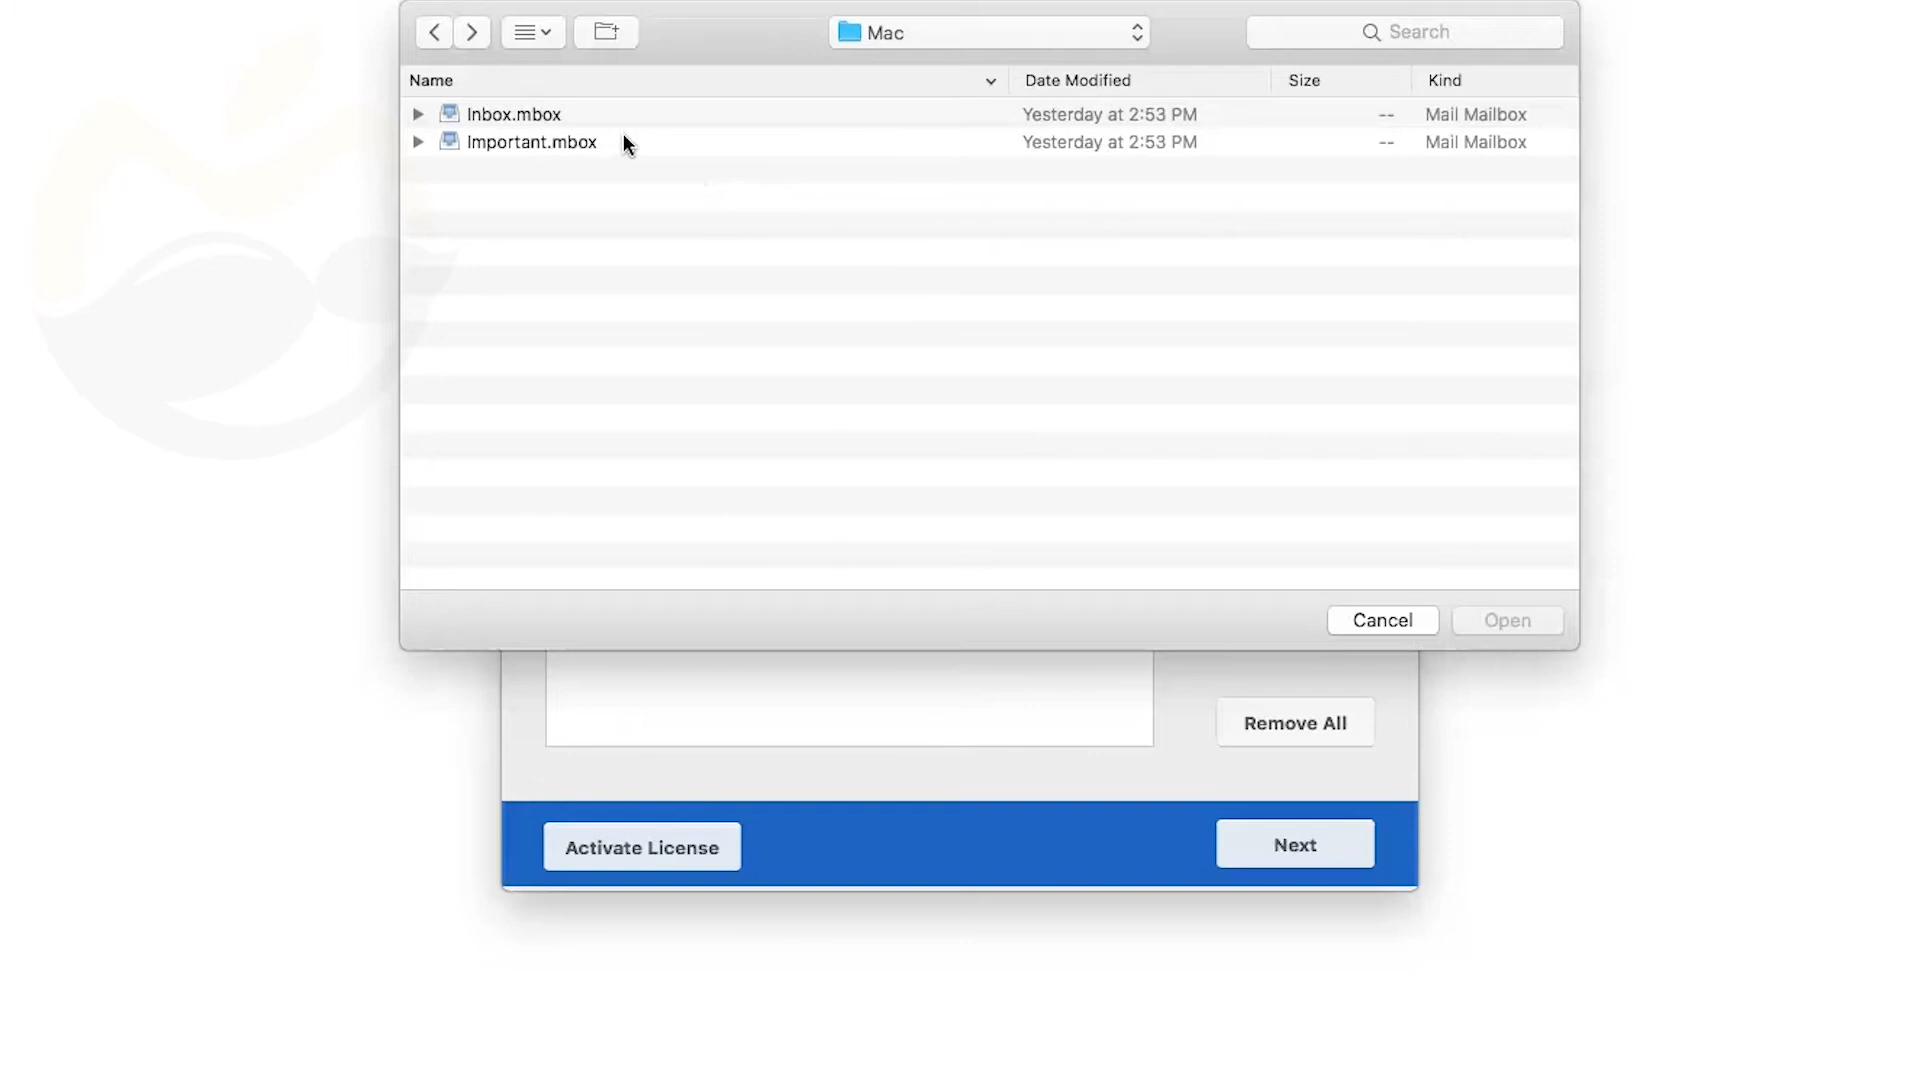 Mac
Search
Name Date Modified Size Kind
Inbox.mbox Yesterday at 2:53 PM -- Mail Mailbox
Important.mbox Yesterday at 2:53 PM -- Mail Mailbox
Cancel Open
Remove All
Activate License Next